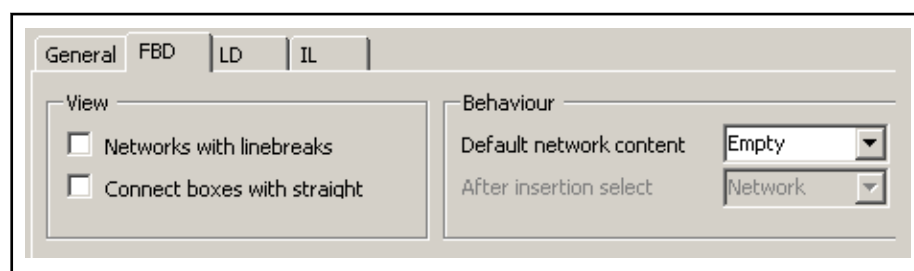 General FBD LD IL
View
Networks with linebreaks
Connect boxes with straight
Behaviour
Default network content Empty
After insertion select Network